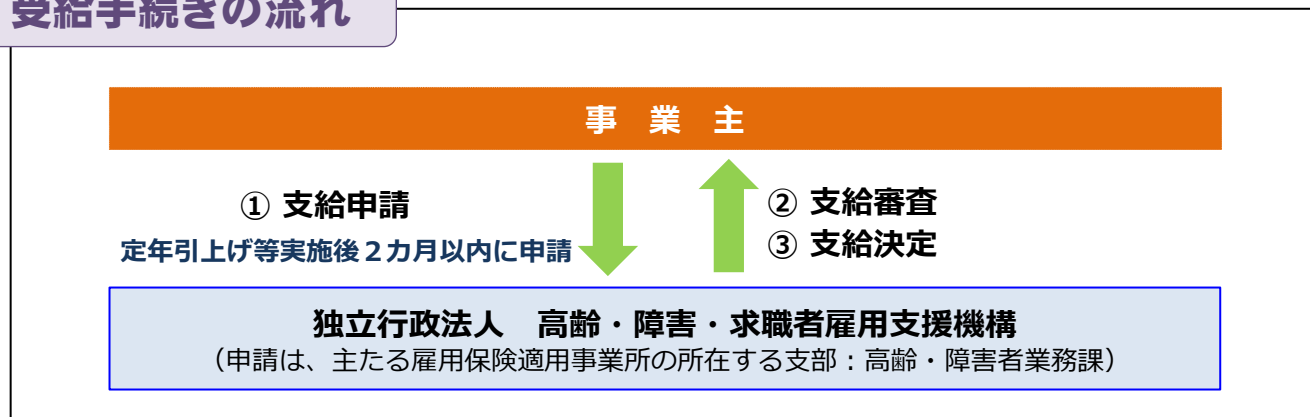 受給手続きの流れ
事 業 主
① 支給申請
定年引上げ等実施後２カ月以内に申請
② 支給審査
③ 支給決定
独立行政法人 高齢・障害・求職者雇用支援機構
（申請は、主たる雇用保険適用事業所の所在する支部：高齢・障害者業務課）